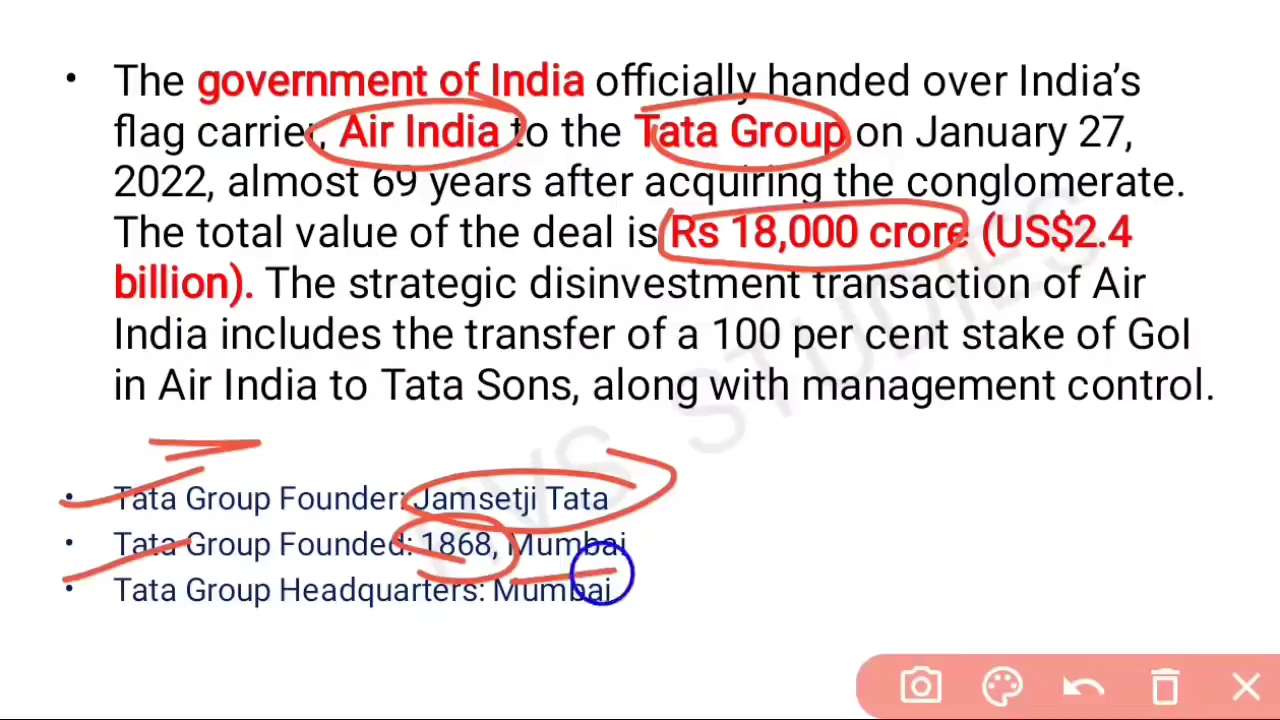 • The government of India officially handed over India's
flag carrier, Air India to the Tata Group on January 27,
2022, almost 69 years after acquiring the conglomerate.
The total value of the deal is Rs 18,000 crore (US$2.4
billion). The strategic disinvestment transaction of Air
India includes the transfer of a 100 per cent stake of GoI
in Air India to Tata Sons, along with management control.
• Tata Group Founder: Jamsetji Tata
• Tata Group Founded: 1868, Mumbai
• Tata Group Headquarters: Mumbai